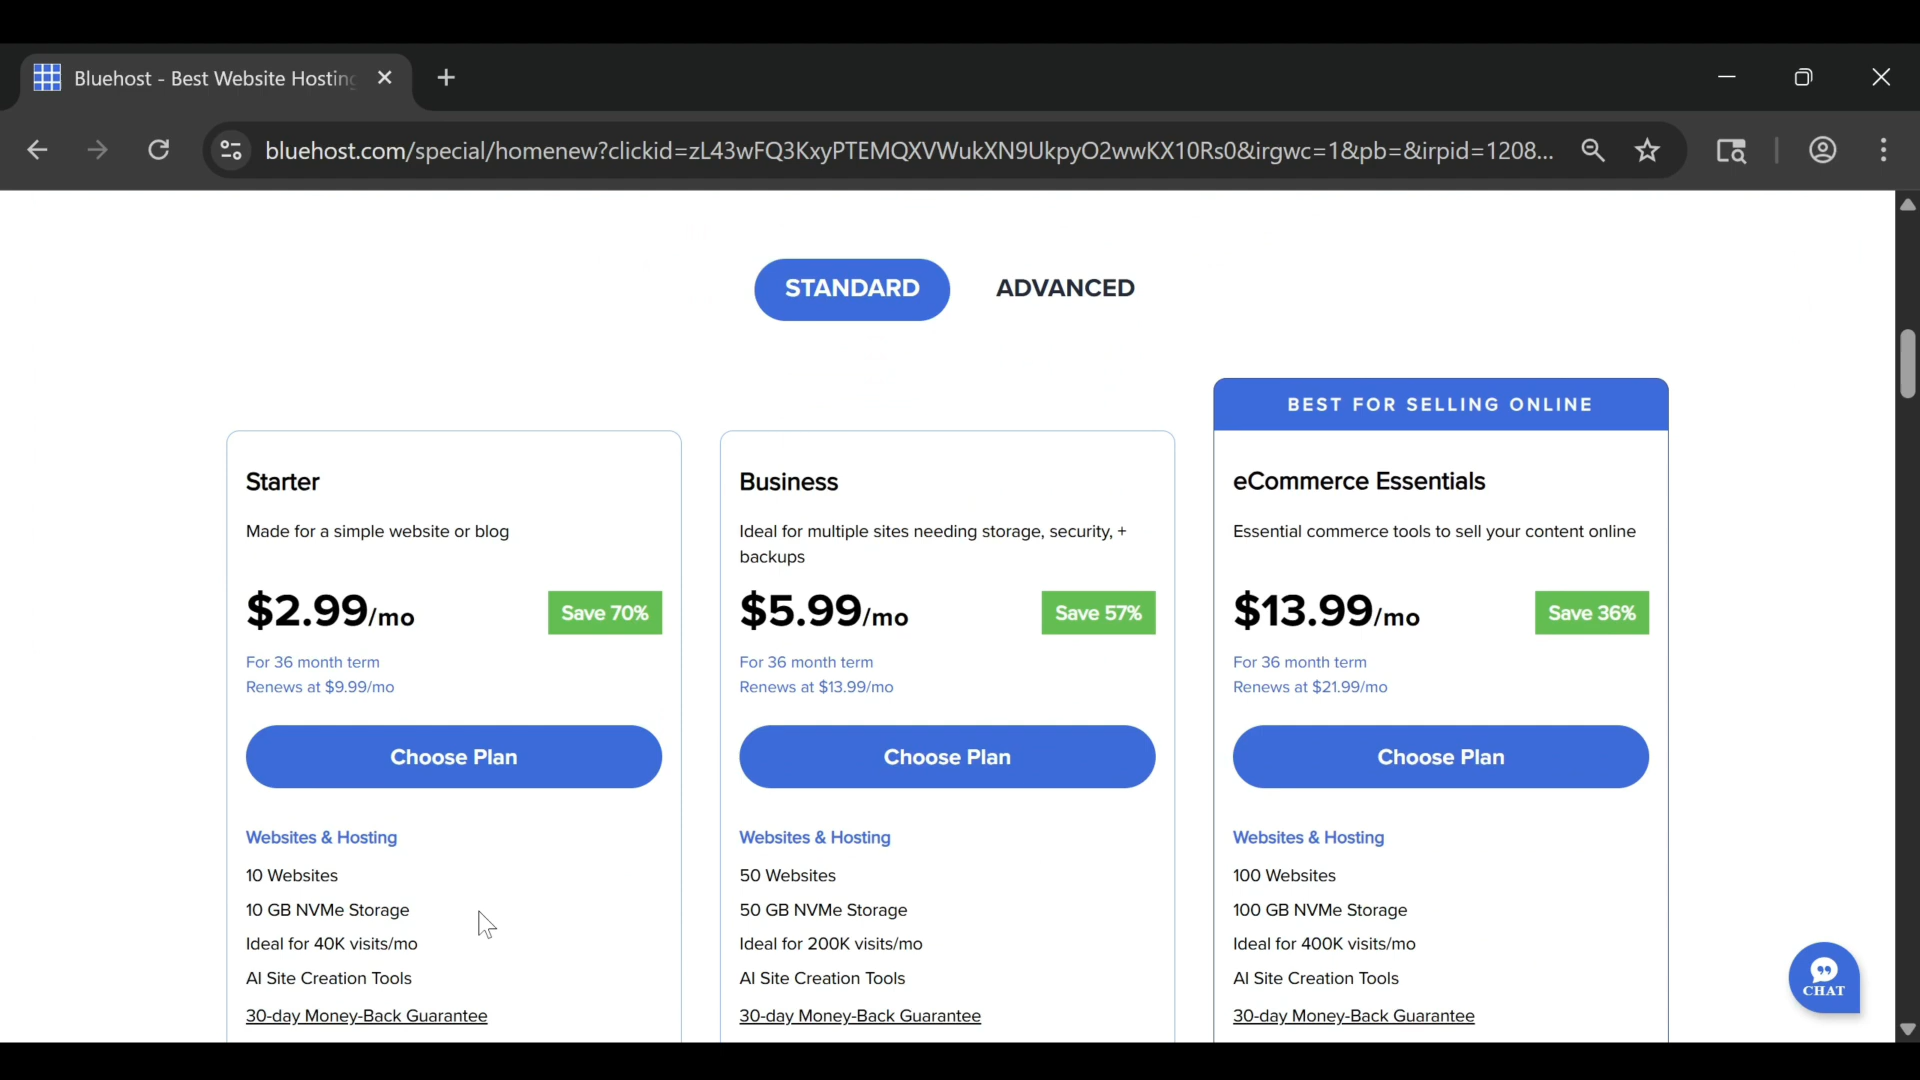 Bluehost - Best Website Hosting
bluehost.com/special/homenew?clickid=zL43wFQ3KxyPTEMQXVWukXN9UkpyO2wwKX10Rs0&irgwc=1&pb=&irpid=1208...
STANDARD
ADVANCED
BEST FOR SELLING ONLINE
Starter
Made for a simple website or blog
$2.99/mo
Save 70%
For 36 month term
Renews at $9.99/mo
Choose Plan
Websites & Hosting
10 Websites
10 GB NVMe Storage
Ideal for 40K visits/mo
AI Site Creation Tools
30-day Money-Back Guarantee
Business
Ideal for multiple sites needing storage, security, +
backups
$5.99/mo
Save 57%
For 36 month term
Renews at $13.99/mo
Choose Plan
Websites & Hosting
50 Websites
50 GB NVMe Storage
Ideal for 200K visits/mo
AI Site Creation Tools
30-day Money-Back Guarantee
eCommerce Essentials
Essential commerce tools to sell your content online
$13.99/mo
Save 36%
For 36 month term
Renews at $21.99/mo
Choose Plan
Websites & Hosting
100 Websites
100 GB NVMe Storage
Ideal for 400K visits/mo
AI Site Creation Tools
30-day Money-Back Guarantee
CHAT